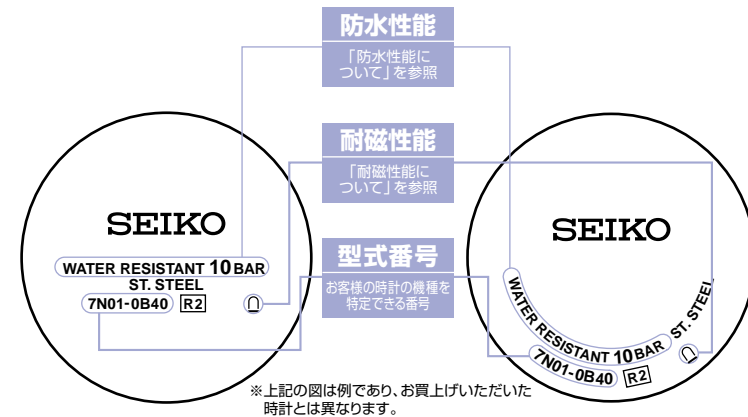 防水性能
「防水性能に
ついて」を参照
耐磁性能
「耐磁性能に
ついて」を参照
型式番号
お客様の時計の機種を
特定できる番号
SEIKO
WATER RESISTANT 10 BAR
ST. STEEL
7N01-0B40 R2
SEIKO
WATER RESISTANT 10 BAR ST. STEEL
7N01-0B40 R2
※上記の図は例であり、お買上げいただいた
時計とは異なります。